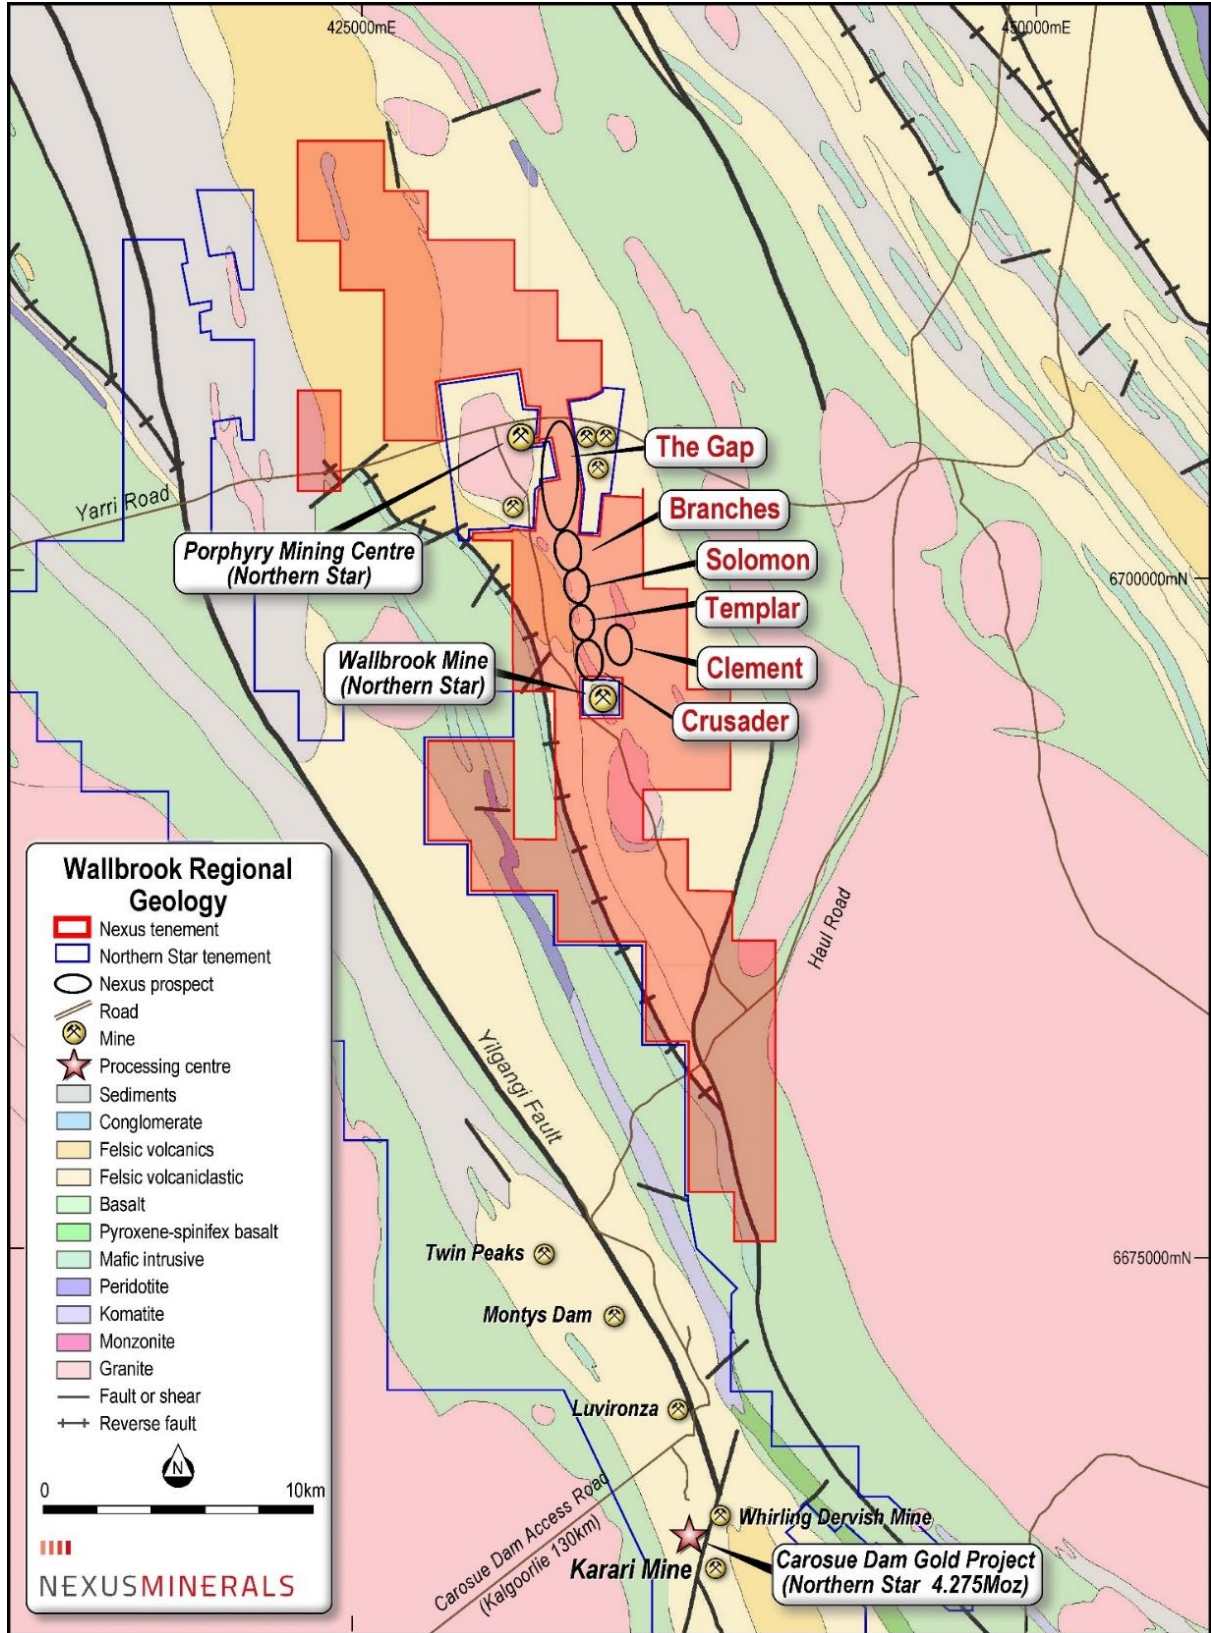 425000mE
450000mE
The Gap
Branches
Yarri Road
Porphyry Mining Centre
(Northern Star)
Solomon
6700000mN
Templar
Wallbrook Mine
(Northern Star)
Clement
Crusader
Haul Road
Wallbrook Regional
Geology
Nexus tenement
Northern Star tenement
Nexus prospect
Road
Mine
Processing centre
Sediments
Conglomerate
Felsic volcanics
Felsic volcaniclastic
Basalt
Pyroxene-spinifex basalt
Mafic intrusive
Peridotite
Komatite
Monzonite
Granite
Fault or shear
Reverse fault
N
0
10km
NEXUSMINERALS
Yilgangi Fault
Twin Peaks
6675000mN
Montys Dam
Luvironza
Carosue Dam Access Road
(Kalgoorlie 130km)
Whirling Dervish Mine
Karari Mine
Carosue Dam Gold Project
(Northern Star 4.275Moz)